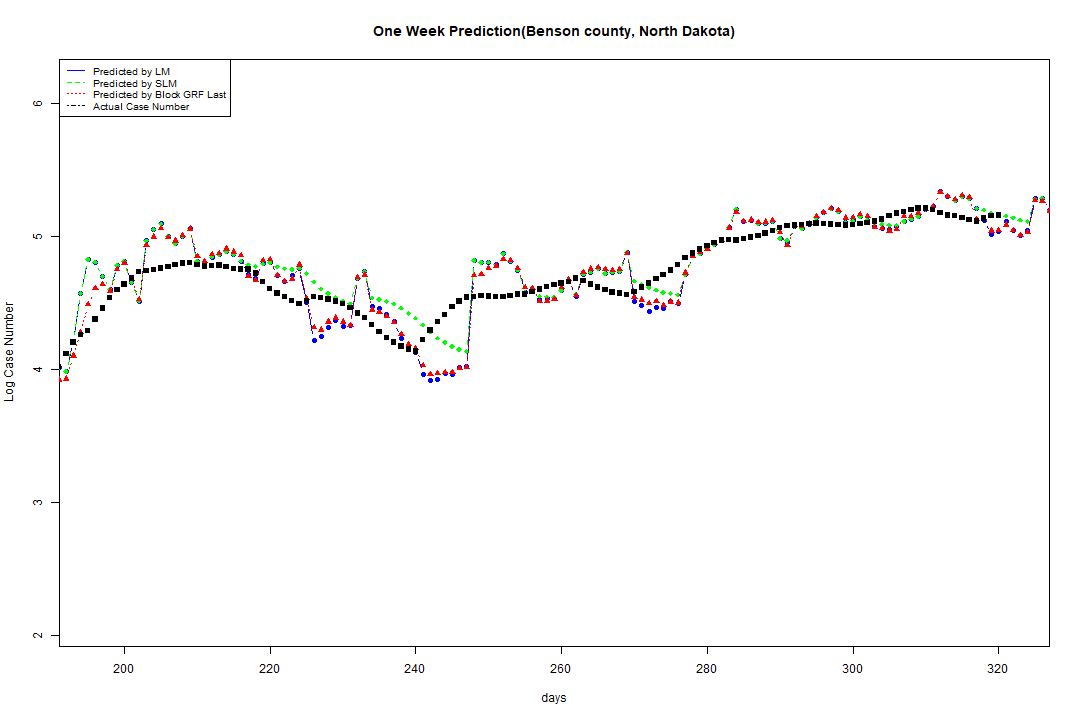 One Week Prediction(Benson county, North Dakota)
Predicted by LM
Predicted by SLM
Predicted by Block GRF Last
Actual Case Number
6
5
4
3
2
Log Case Number
200 220 240 260 280 300 320
days